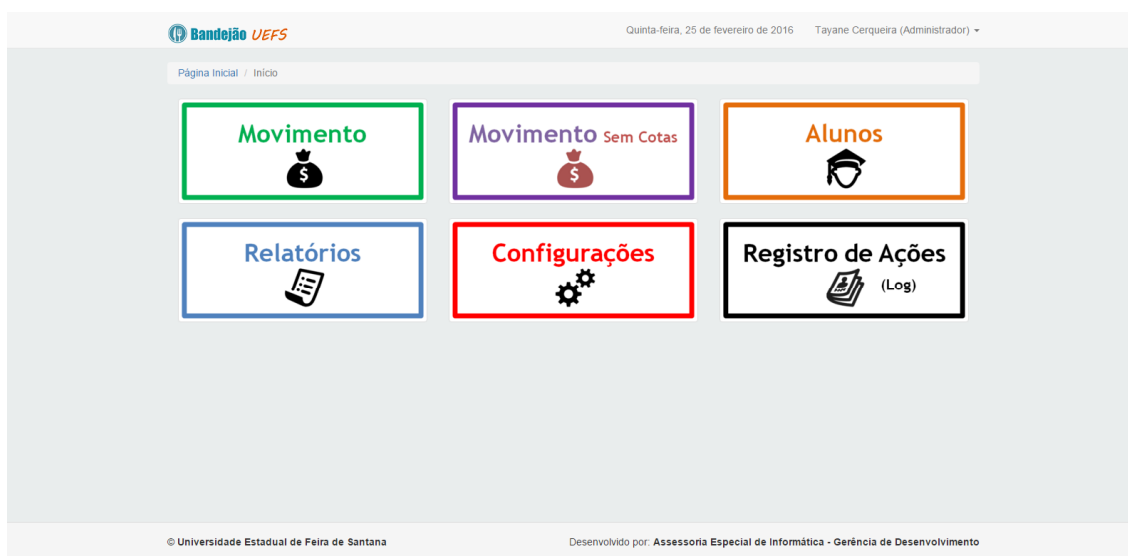 Bandejão UEFS
Quinta-feira, 25 de fevereiro de 2016 Tayane Cerqueira (Administrador)
Página Inicial / Início
Movimento
$
Movimento Sem Cotas
$
Alunos
Relatórios
Configurações
Registro de Ações
(Log)
© Universidade Estadual de Feira de Santana
Desenvolvido por: Assessoria Especial de Informática - Gerência de Desenvolvimento